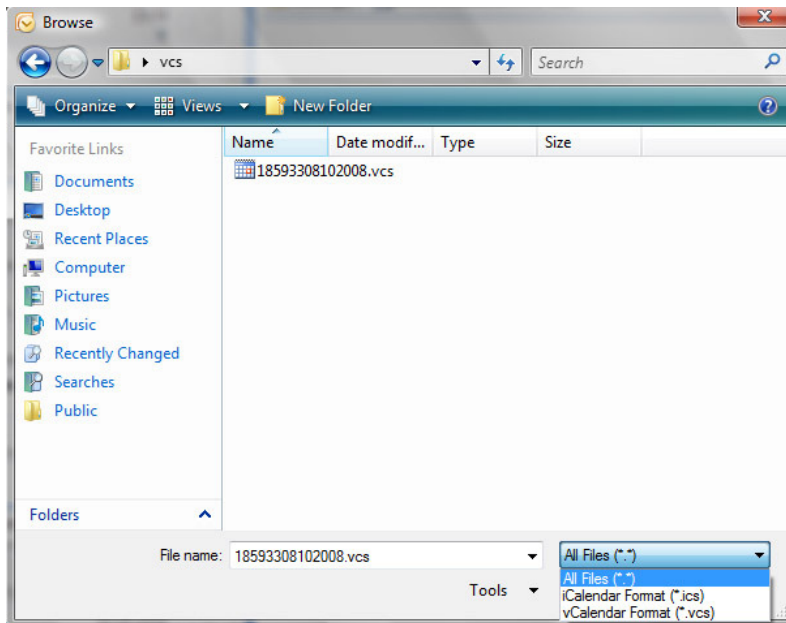 Browse
vcs
Search
Organize Views New Folder
Favorite Links
Documents
Desktop
Recent Places
Computer
Pictures
Music
Recently Changed
Searches
Public
Folders
Name Date modif... Type Size
18593308102008.vcs
File name: 18593308102008.vcs All Files (*.*)
Tools
All Files (*.*)
iCalendar Format (*.ics)
vCalendar Format (*.vcs)